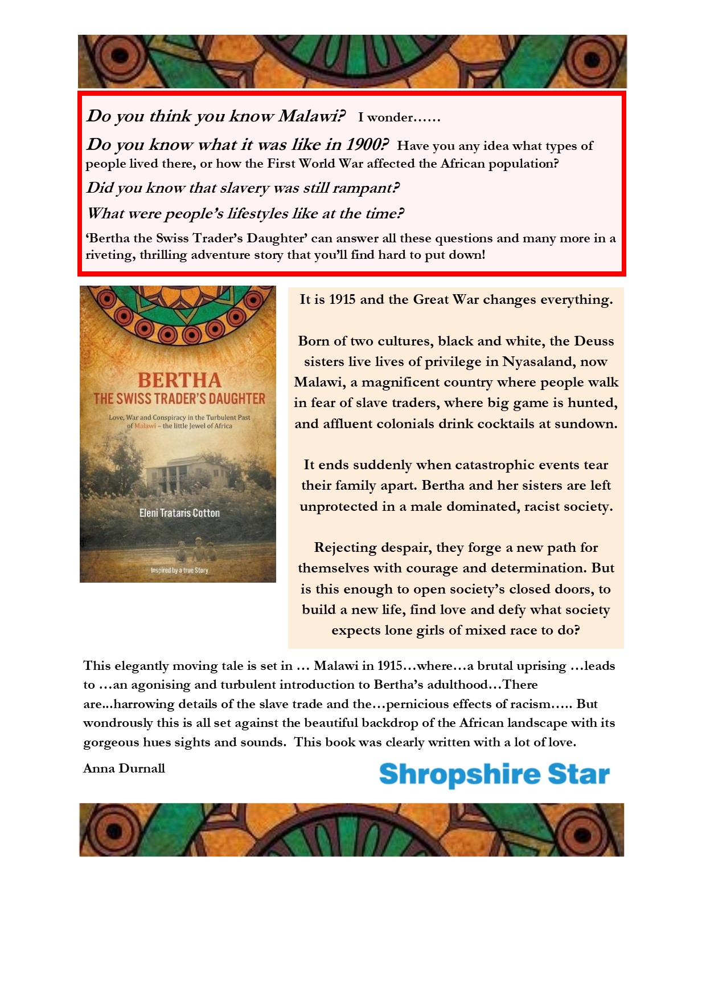 Do you think you know Malawi? I wonder……
Do you know what it was like in 1900? Have you any idea what types of
people lived there, or how the First World War affected the African population?
Did you know that slavery was still rampant?
What were people’s lifestyles like at the time?
‘Bertha the Swiss Trader’s Daughter’ can answer all these questions and many more in a
riveting, thrilling adventure story that you’ll find hard to put down!
BERTHA
THE SWISS TRADER’S DAUGHTER
Love, War and Conspiracy in the Turbulent Past
of Malawi – the little Jewel of Africa
Eleni Trataris Cotton
Inspired by a true Story
It is 1915 and the Great War changes everything.
Born of two cultures, black and white, the Deuss
sisters live lives of privilege in Nyasaland, now
Malawi, a magnificent country where people walk
in fear of slave traders, where big game is hunted,
and affluent colonials drink cocktails at sundown.
It ends suddenly when catastrophic events tear
their family apart. Bertha and her sisters are left
unprotected in a male dominated, racist society.
Rejecting despair, they forge a new path for
themselves with courage and determination. But
is this enough to open society’s closed doors, to
build a new life, find love and defy what society
expects lone girls of mixed race to do?
This elegantly moving tale is set in … Malawi in 1915…where…a brutal uprising …leads
to …an agonising and turbulent introduction to Bertha’s adulthood…There
are...harrowing details of the slave trade and the…pernicious effects of racism….. But
wondrously this is all set against the beautiful backdrop of the African landscape with its
gorgeous hues sights and sounds. This book was clearly written with a lot of love.
Anna Durnall
Shropshire Star